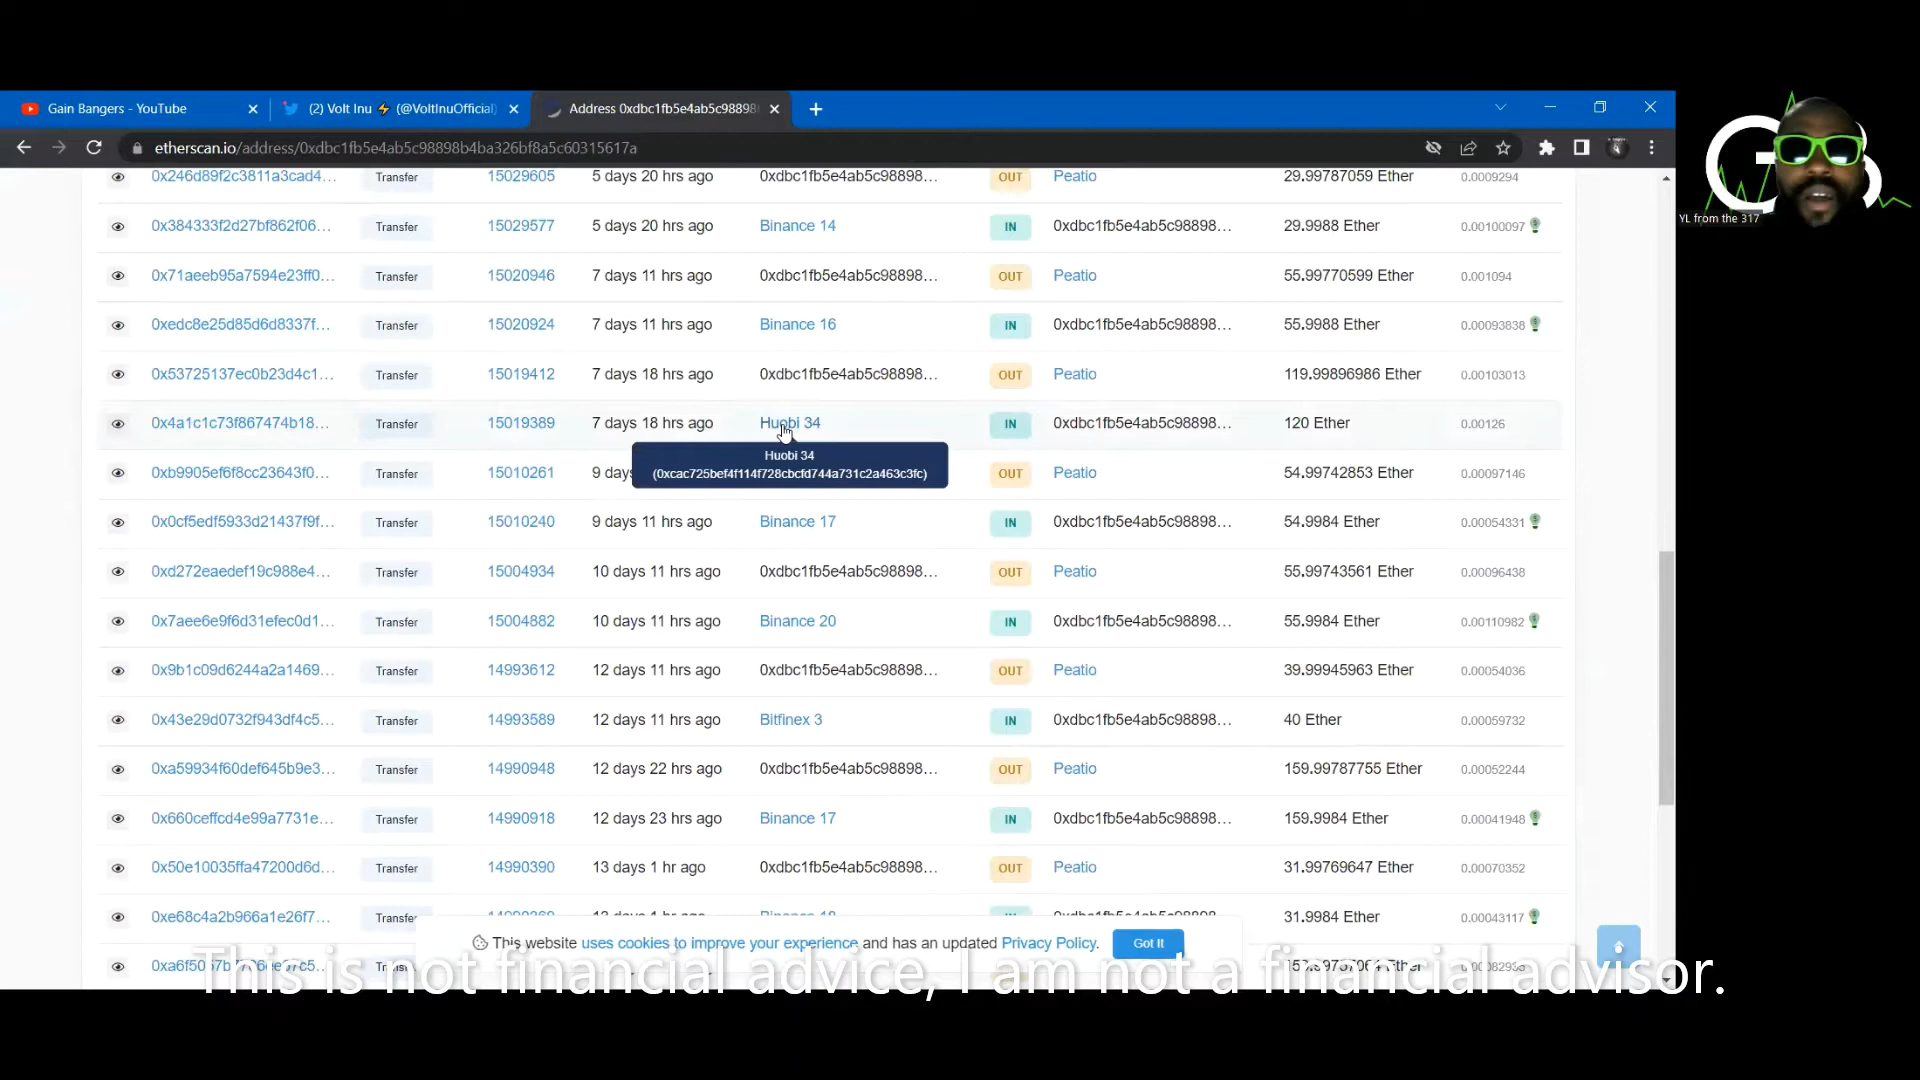 Gain Bangers - YouTube
(2) Volt Inu ⚡ (@VoltInuOfficial)
Address 0xdbc1fb5e4ab5c98898
etherscan.io/address/0xdbc1fb5e4ab5c98898b4ba326bf8a5c60315617a
YL from the 317
0x246d89f2c3811a3cad4... Transfer 15029605 5 days 20 hrs ago 0xdbc1fb5e4ab5c98898... OUT Peatio 29.99787059 Ether 0.0009294
0x384333f2d27bf862f06... Transfer 15029577 5 days 20 hrs ago Binance 14 IN 0xdbc1fb5e4ab5c98898... 29.9988 Ether 0.00100097
0x71aeeb95a7594e23ff0... Transfer 15020946 7 days 11 hrs ago 0xdbc1fb5e4ab5c98898... OUT Peatio 55.99770599 Ether 0.001094
0xedc8e25d85d6d8337f... Transfer 15020924 7 days 11 hrs ago Binance 16 IN 0xdbc1fb5e4ab5c98898... 55.9988 Ether 0.00093838
0x53725137ec0b23d4c1... Transfer 15019412 7 days 18 hrs ago 0xdbc1fb5e4ab5c98898... OUT Peatio 119.99896986 Ether 0.00103013
0x4a1c1c73f867474b18... Transfer 15019389 7 days 18 hrs ago Huobi 34 IN 0xdbc1fb5e4ab5c98898... 120 Ether 0.00126
Huobi 34
(0xcac725bef4f114f728cbcfd744a731c2a463c3fc)
0xb9905ef6f8cc23643f0... Transfer 15010261 9 days OUT Peatio 54.99742853 Ether 0.00097146
0x0cf5edf5933d21437f9f... Transfer 15010240 9 days 11 hrs ago Binance 17 IN 0xdbc1fb5e4ab5c98898... 54.9984 Ether 0.00054331
0xd272eaedef19c988e4... Transfer 15004934 10 days 11 hrs ago 0xdbc1fb5e4ab5c98898... OUT Peatio 55.99743561 Ether 0.00096438
0x7aee6e9f6d31efec0d1... Transfer 15004882 10 days 11 hrs ago Binance 20 IN 0xdbc1fb5e4ab5c98898... 55.9984 Ether 0.00110982
0x9b1c09d6244a2a1469... Transfer 14993612 12 days 11 hrs ago 0xdbc1fb5e4ab5c98898... OUT Peatio 39.99945963 Ether 0.00054036
0x43e29d0732f943df4c5... Transfer 14993589 12 days 11 hrs ago Bitfinex 3 IN 0xdbc1fb5e4ab5c98898... 40 Ether 0.00059732
0xa59934f60def645b9e3... Transfer 14990948 12 days 22 hrs ago 0xdbc1fb5e4ab5c98898... OUT Peatio 159.99787755 Ether 0.00052244
0x660ceffcd4e99a7731e... Transfer 14990918 12 days 23 hrs ago Binance 17 IN 0xdbc1fb5e4ab5c98898... 159.9984 Ether 0.00041948
0x50e10035ffa47200d6d... Transfer 14990390 13 days 1 hr ago 0xdbc1fb5e4ab5c98898... OUT Peatio 31.99769647 Ether 0.00070352
0xe68c4a2b966a1e26f7... 31.9984 Ether 0.00043117
This website uses cookies to improve your experience and has an updated Privacy Policy. Got It
This is not financial advice, I am not a financial advisor.